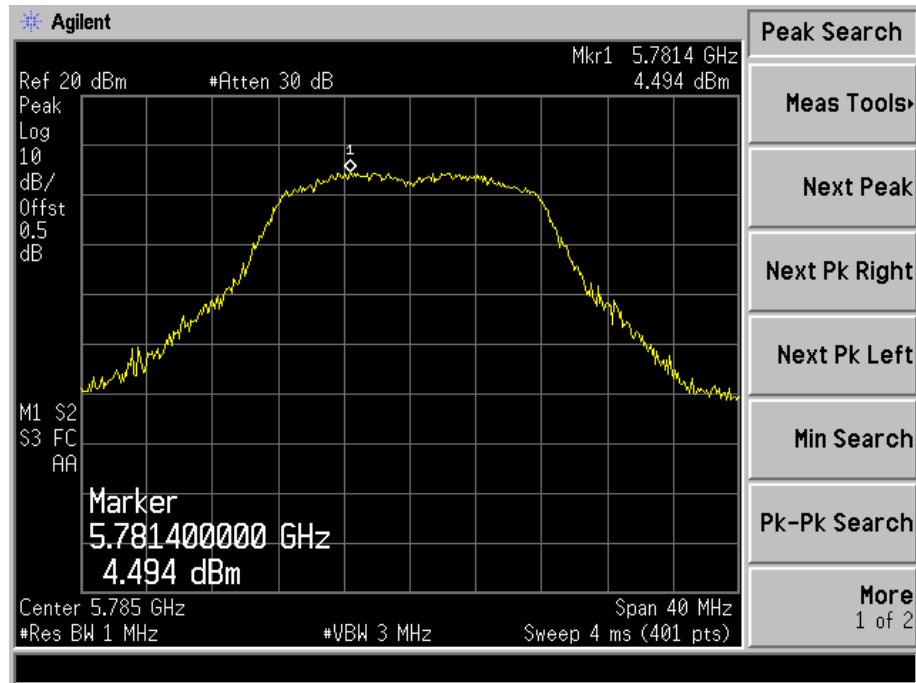 Agilent
Peak Search
Mkr1 5.7814 GHz
Ref 20 dBm #Atten 30 dB 4.494 dBm
Peak
Log
10
dB/
Offst
0.5
dB
1
M1 S2
S3 FC
AA
Marker
5.781400000 GHz
4.494 dBm
Center 5.785 GHz Span 40 MHz
#Res BW 1 MHz #VBW 3 MHz Sweep 4 ms (401 pts)
Meas Tools
Next Peak
Next Pk Right
Next Pk Left
Min Search
Pk-Pk Search
More
1 of 2